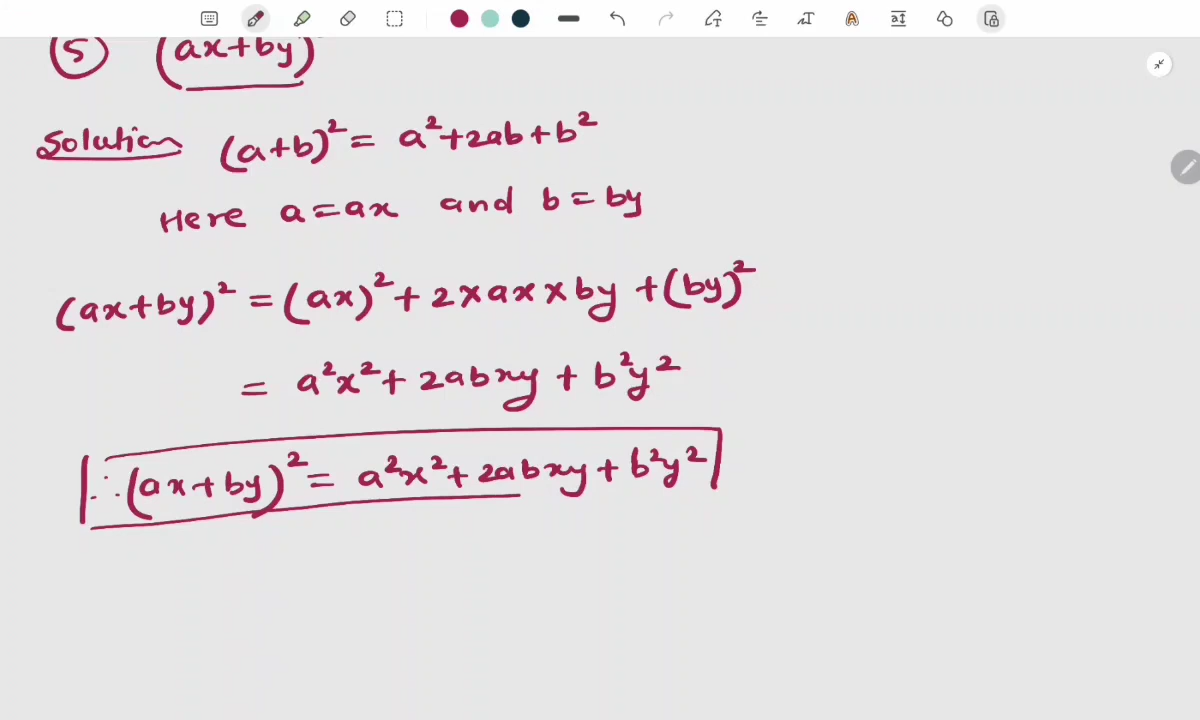 ⑤ (ax+by)
Solution (a+b)² = a²+2ab+b²
Here a=ax and b=by
(ax+by)² = (ax)² + 2×ax×by + (by)²
= a²x² + 2abxy + b²y²
∴ (ax+by)² = a²x² + 2abxy + b²y²